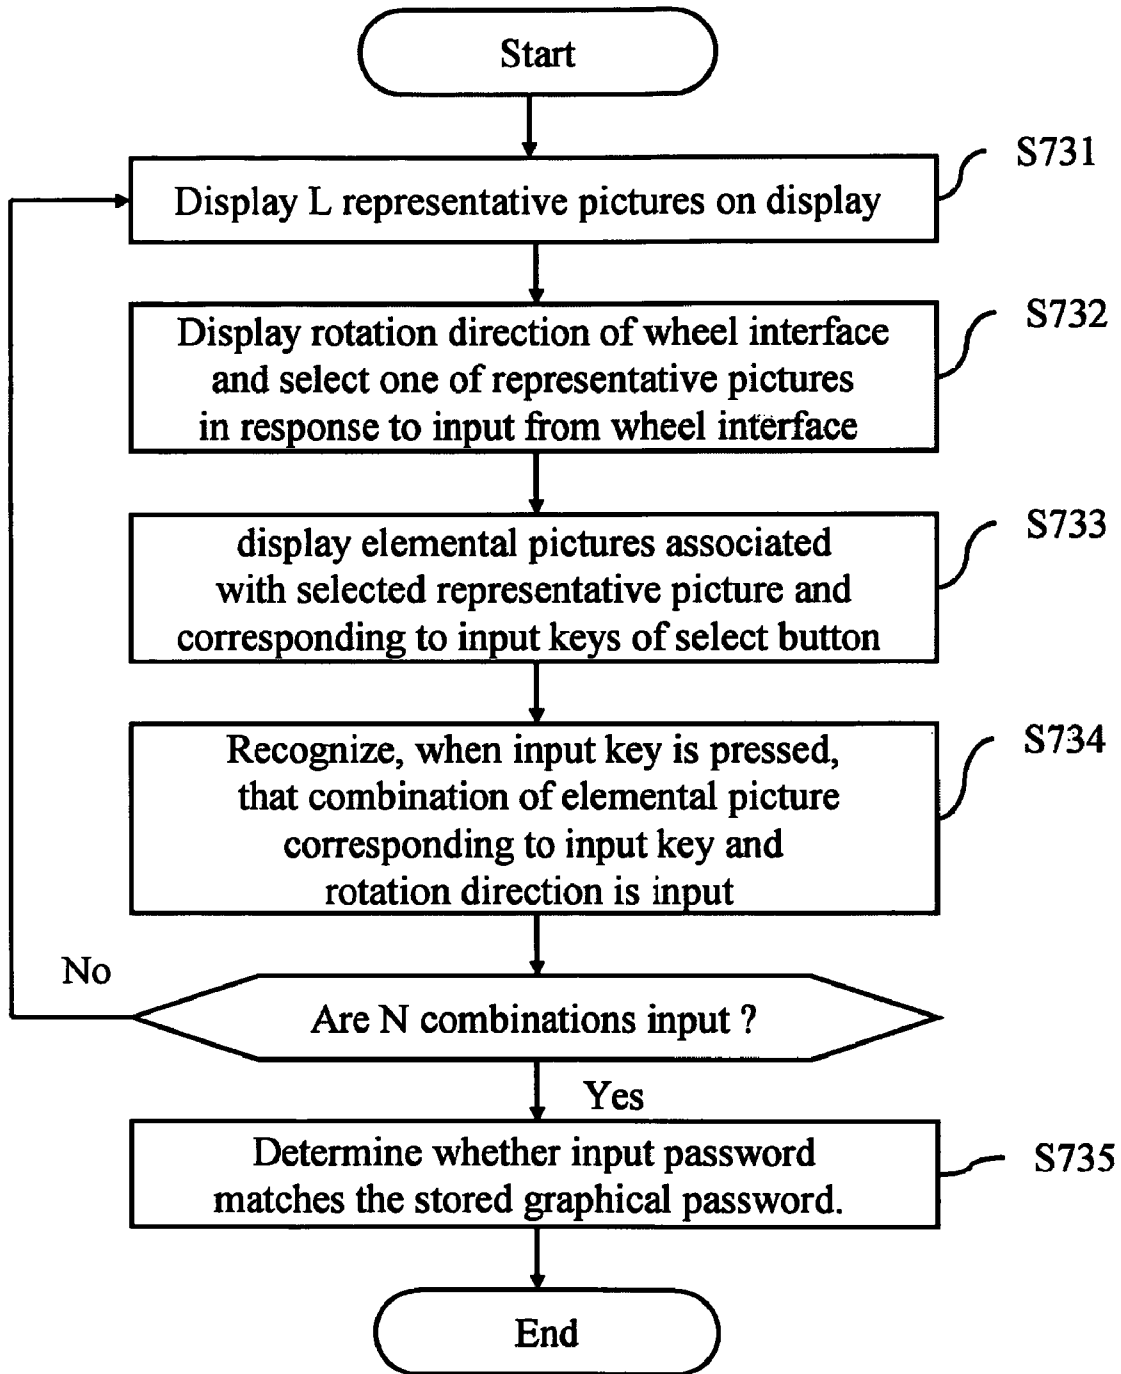 Start
S731
Display L representative pictures on display
S732
Display rotation direction of wheel interface
and select one of representative pictures
in response to input from wheel interface
S733
display elemental pictures associated
with selected representative picture and
corresponding to input keys of select button
S734
Recognize, when input key is pressed,
that combination of elemental picture
corresponding to input key and
rotation direction is input
No
Are N combinations input ?
Yes
S735
Determine whether input password
matches the stored graphical password.
End